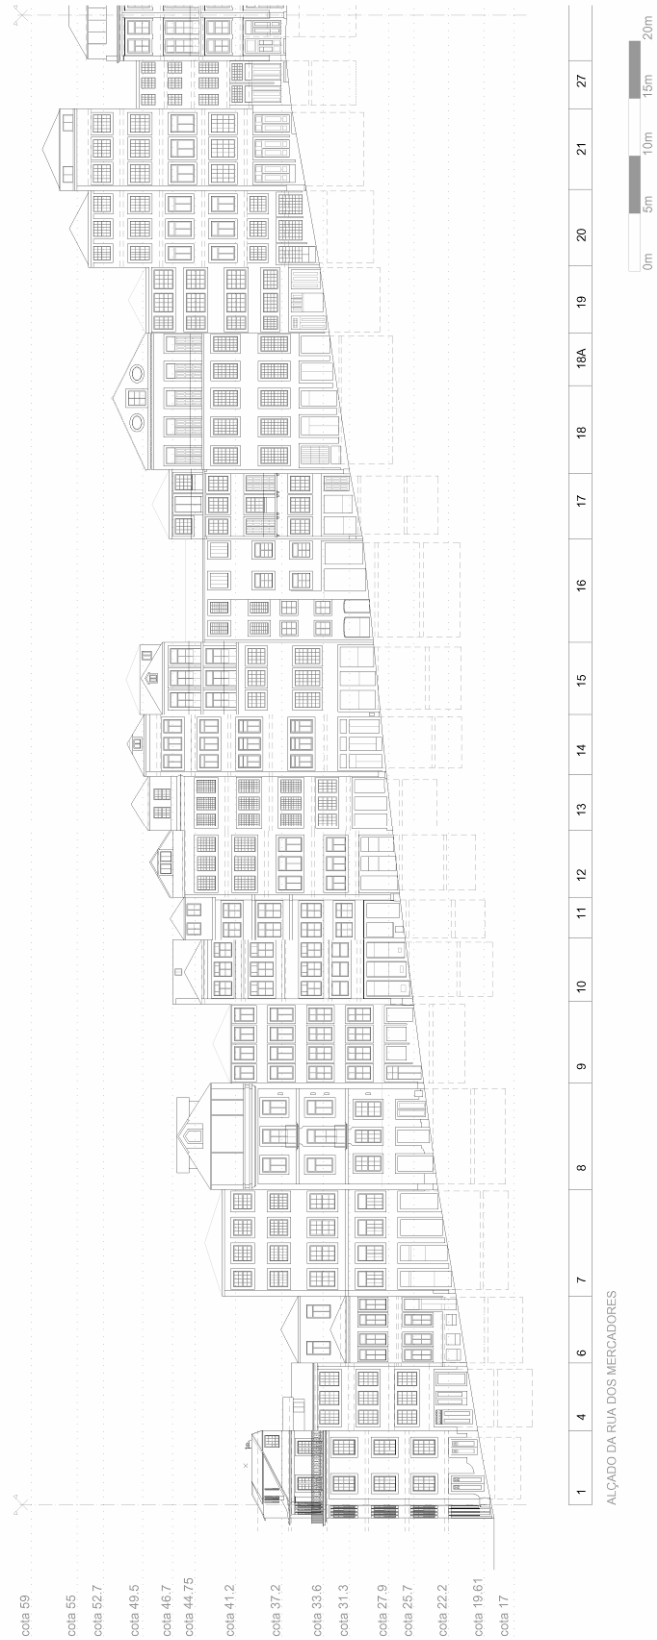 cota 59
cota 55
cota 52.7
cota 49.5
cota 46.7
cota 44.75
cota 41.2
cota 37.2
cota 33.6
cota 31.3
cota 27.9
cota 25.7
cota 22.2
cota 19.61
cota 17
1 4 6 7 8 9 10 11 12 13 14 15 16 17 18 18A 19 20 21 27
ALÇADO DA RUA DOS MERCADORES
0m 5m 10m 15m 20m